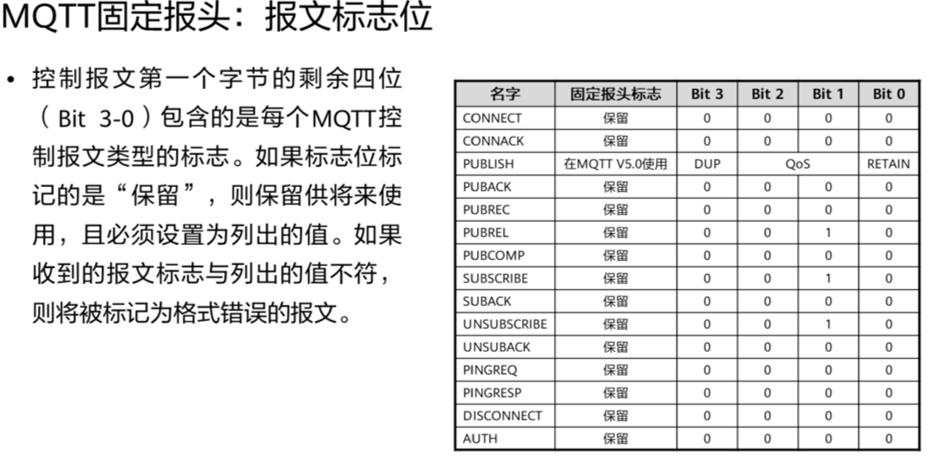 MQTT固定报头：报文标志位
• 控制报文第一个字节的剩余四位
（Bit 3-0）包含的是每个MQTT控
制报文类型的标志。如果标志位标
记的是“保留”，则保留供将来使
用，且必须设置为列出的值。如果
收到的报文标志与列出的值不符，
则将被标记为格式错误的报文。
名字 固定报头标志 Bit 3 Bit 2 Bit 1 Bit 0
CONNECT 保留 0 0 0 0
CONNACK 保留 0 0 0 0
PUBLISH 在MQTT V5.0使用 DUP QoS RETAIN
PUBACK 保留 0 0 0 0
PUBREC 保留 0 0 0 0
PUBREL 保留 0 0 1 0
PUBCOMP 保留 0 0 0 0
SUBSCRIBE 保留 0 0 1 0
SUBACK 保留 0 0 0 0
UNSUBSCRIBE 保留 0 0 1 0
UNSUBACK 保留 0 0 0 0
PINGREQ 保留 0 0 0 0
PINGRESP 保留 0 0 0 0
DISCONNECT 保留 0 0 0 0
AUTH 保留 0 0 0 0